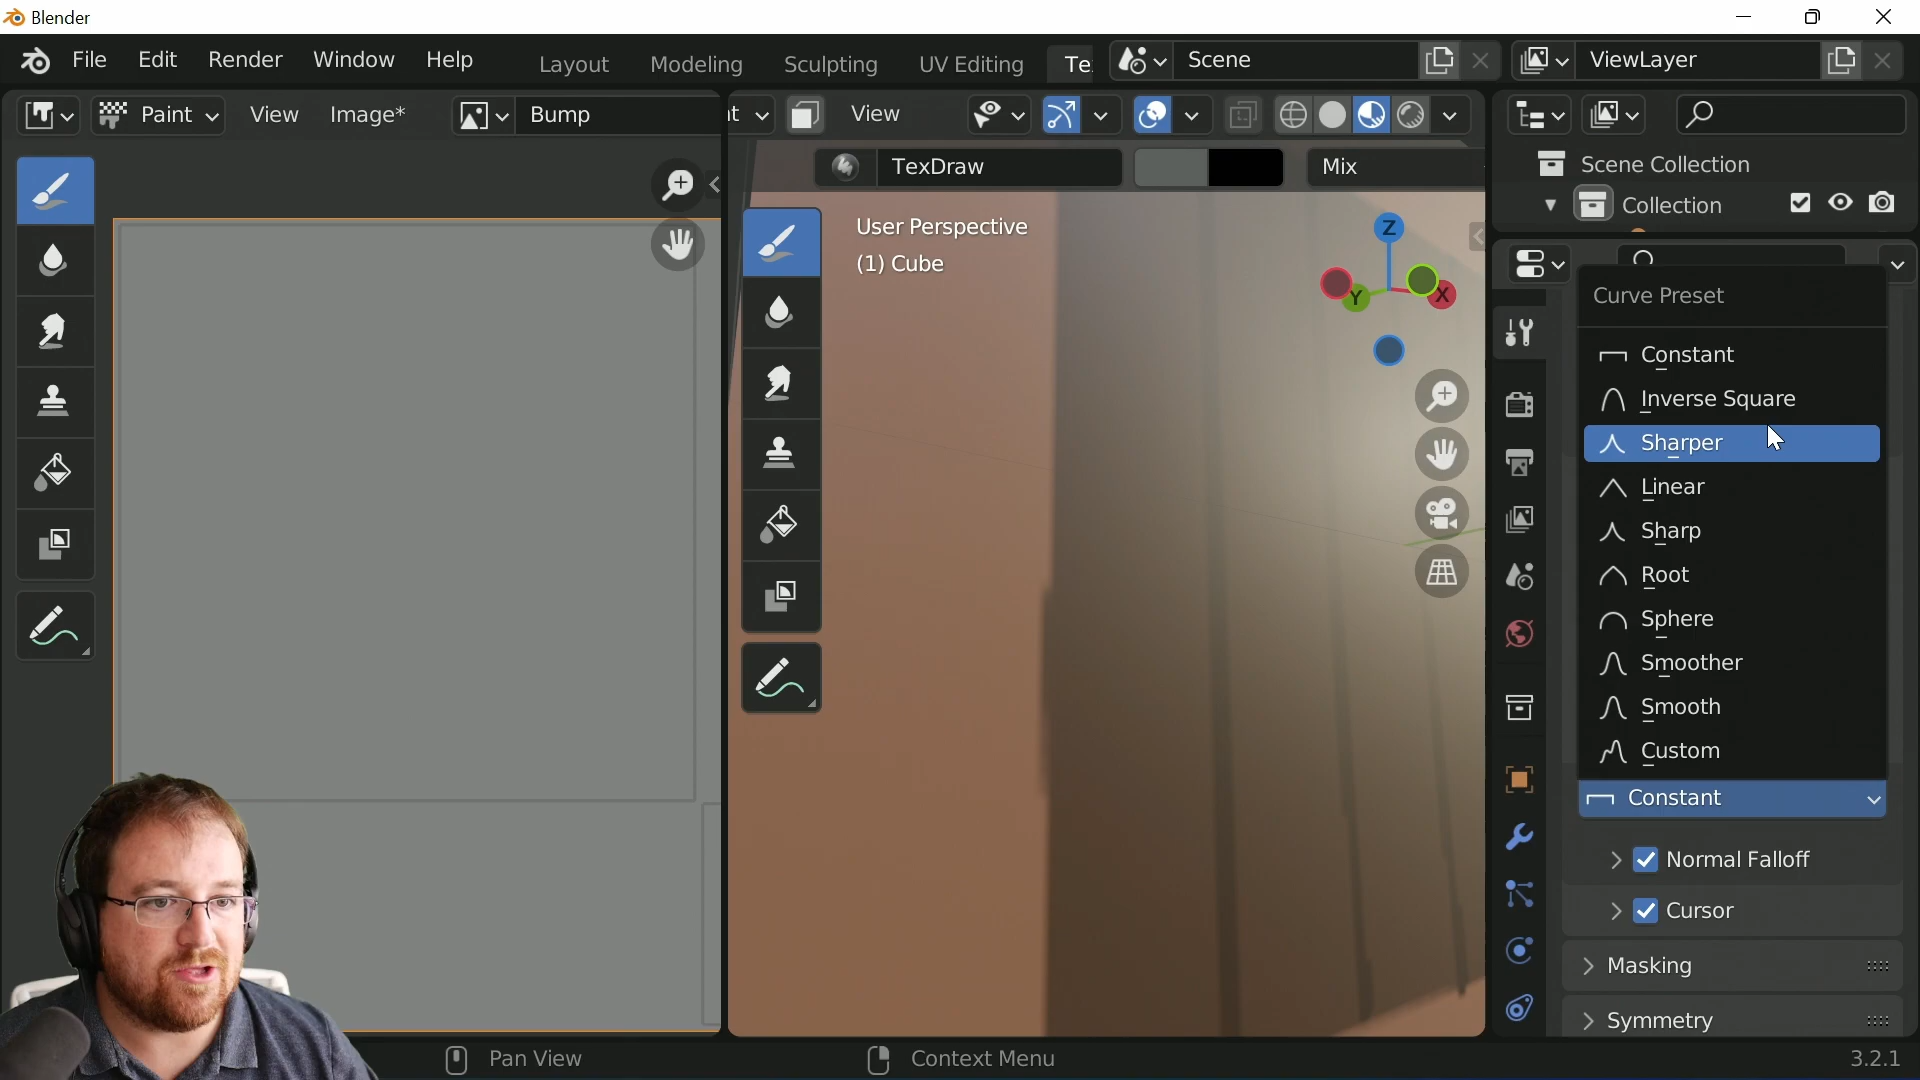 Blender
File Edit Render Window Help Layout Modeling Sculpting UV Editing Te Scene ViewLayer
Paint View Image* Bump
t View
TexDraw Mix
User Perspective
(1) Cube
Z
Y
X
Scene Collection
Collection
Curve Preset
Constant
Inverse Square
Sharper
Linear
Sharp
Root
Sphere
Smoother
Smooth
Custom
Constant
Normal Falloff
Cursor
Masking
Symmetry
Pan View Context Menu 3.2.1